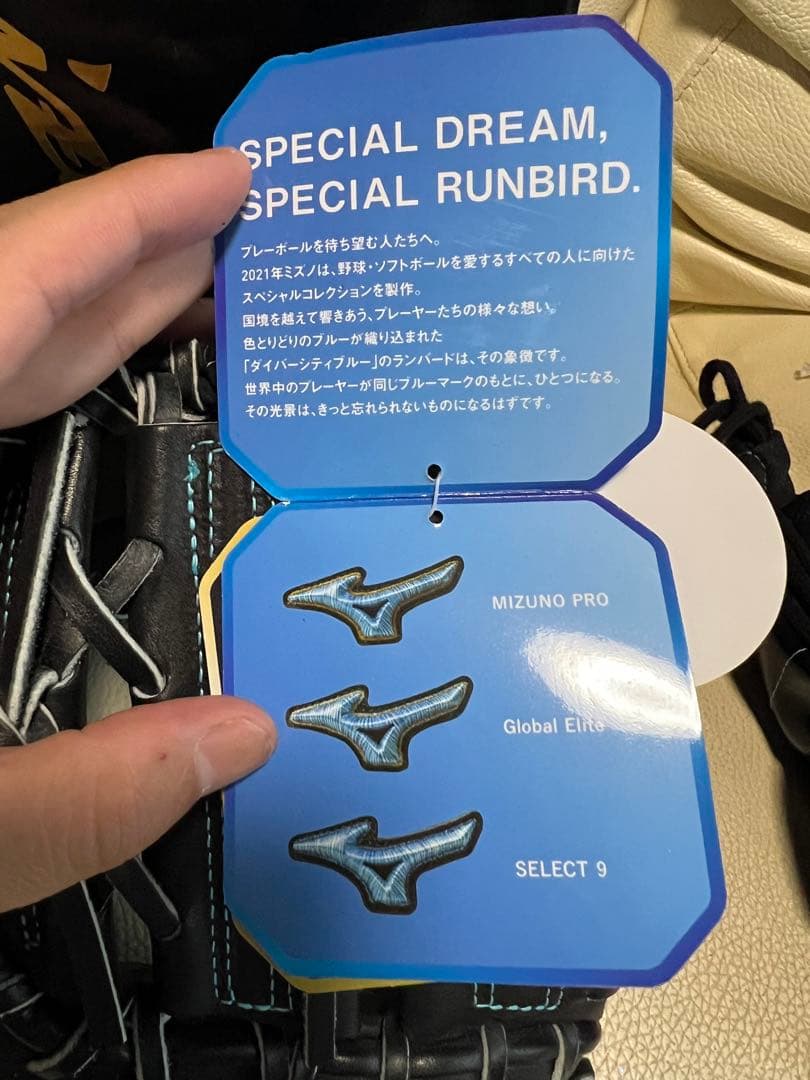 SPECIAL DREAM,
SPECIAL RUNBIRD.
プレーボールを待ち望む人たちへ。
2021年ミズノは、野球・ソフトボールを愛するすべての人に向けた
スペシャルコレクションを製作。
国境を越えて響きあう、プレーヤーたちの様々な想い。
色とりどりのブルーが織り込まれた
「ダイバーシティブルー」のランバードは、その象徴です。
世界中のプレーヤーが同じブルーマークのもとに、ひとつになる。
その光景は、きっと忘れられないものになるはずです。
MIZUNO PRO
Global Elite
SELECT 9